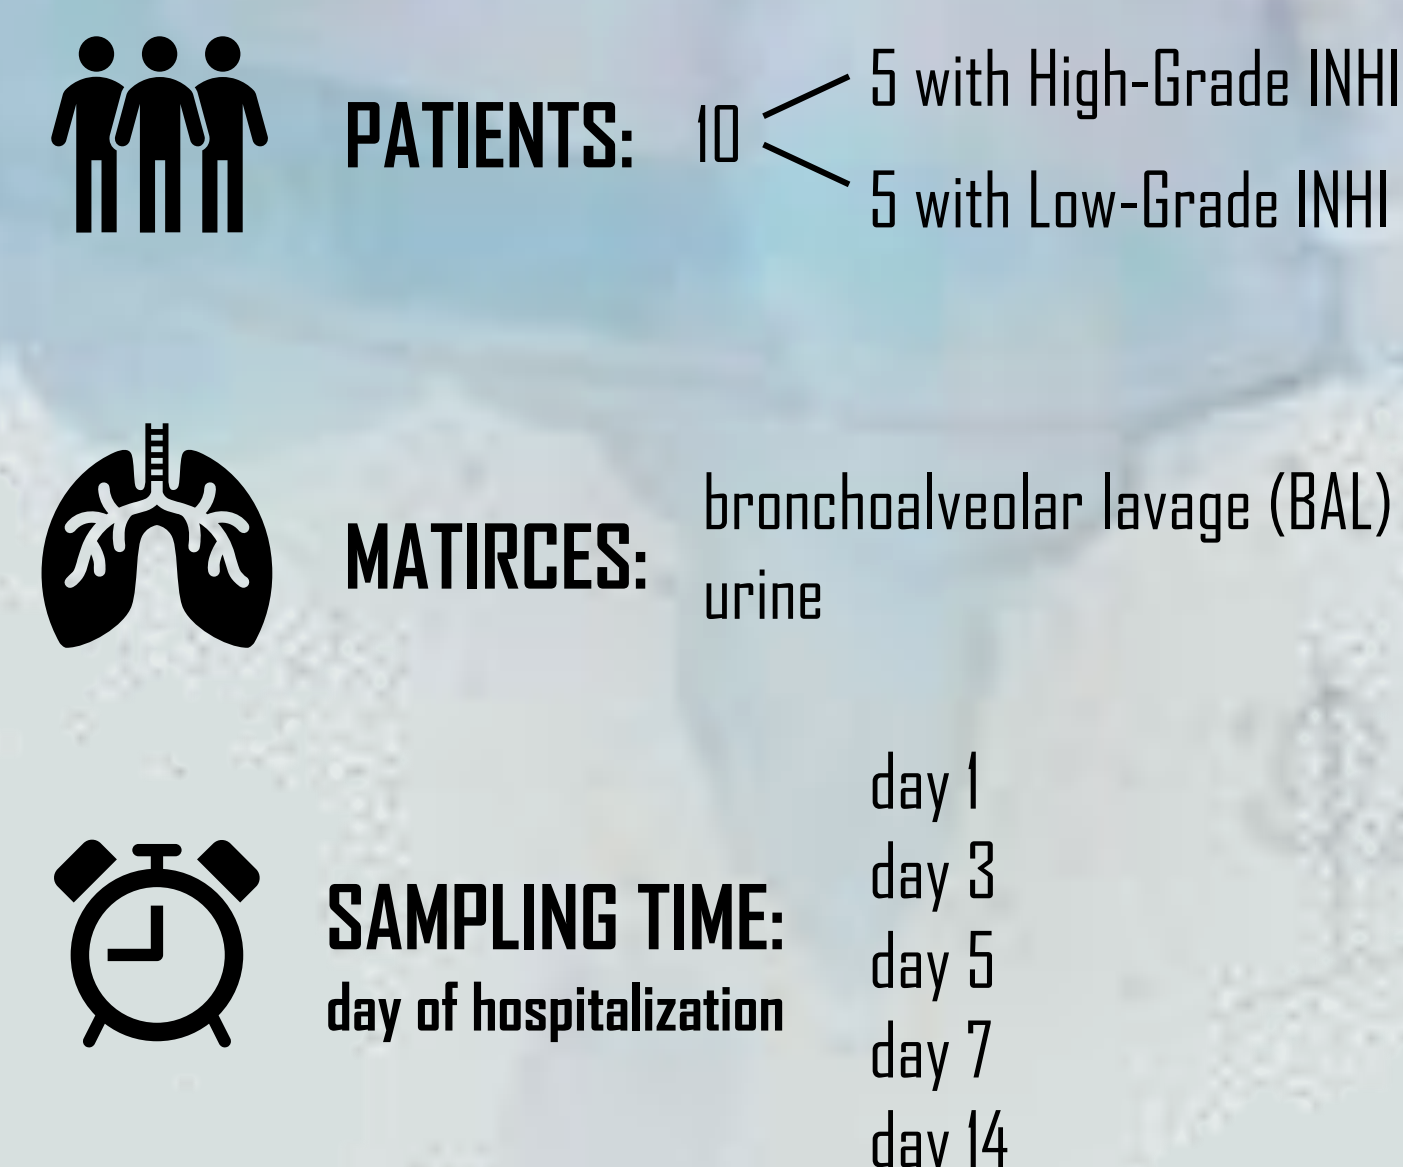 PATIENTS: 10
5 with High-Grade INHI
5 with Low-Grade INHI
MATIRCES:
bronchoalveolar lavage (BAL)
urine
SAMPLING TIME:
day of hospitalization
day 1
day 3
day 5
day 7
day 14